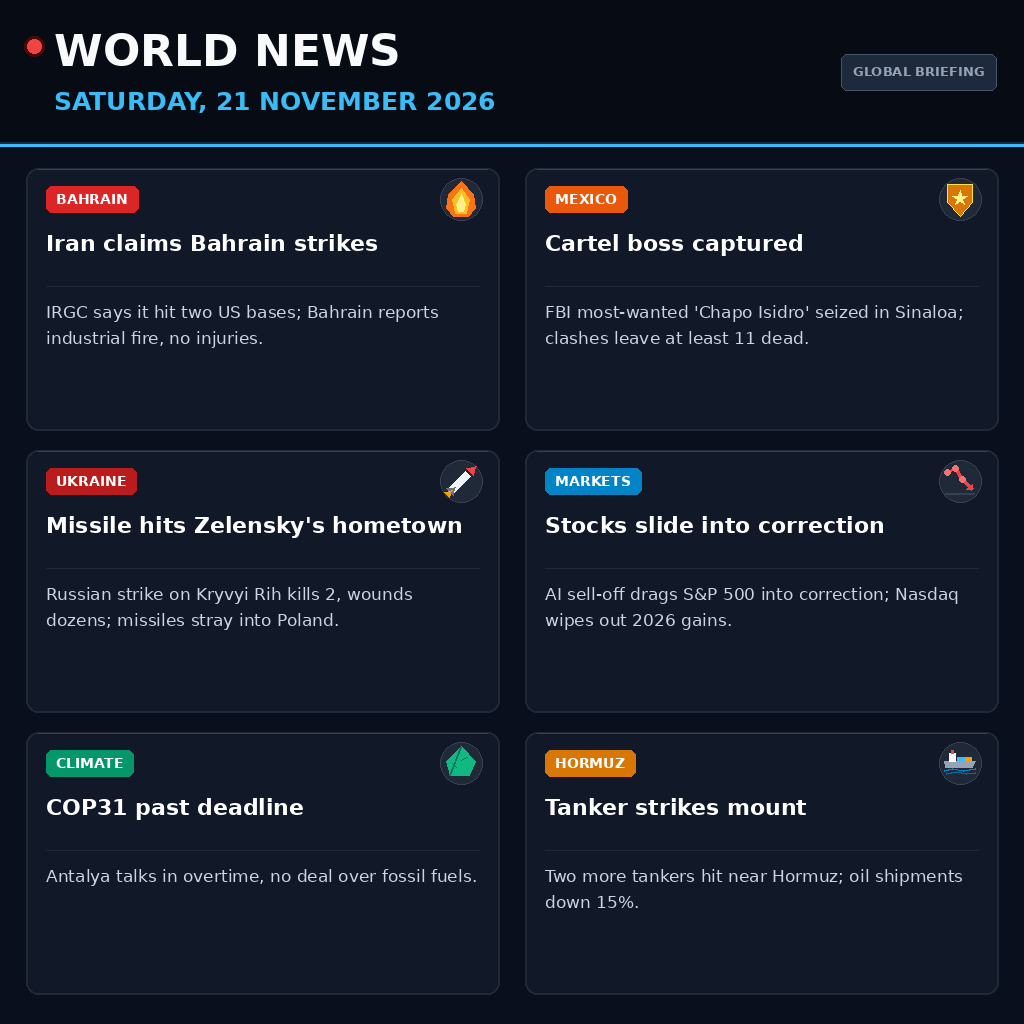 WORLD NEWS
SATURDAY, 21 NOVEMBER 2026
GLOBAL BRIEFING
BAHRAIN
Iran claims Bahrain strikes
IRGC says it hit two US bases; Bahrain reports
industrial fire, no injuries.
MEXICO
Cartel boss captured
FBI most-wanted 'Chapo Isidro' seized in Sinaloa;
clashes leave at least 11 dead.
UKRAINE
Missile hits Zelensky's hometown
Russian strike on Kryvyi Rih kills 2, wounds
dozens; missiles stray into Poland.
MARKETS
Stocks slide into correction
AI sell-off drags S&P 500 into correction; Nasdaq
wipes out 2026 gains.
CLIMATE
COP31 past deadline
Antalya talks in overtime, no deal over fossil fuels.
HORMUZ
Tanker strikes mount
Two more tankers hit near Hormuz; oil shipments
down 15%.